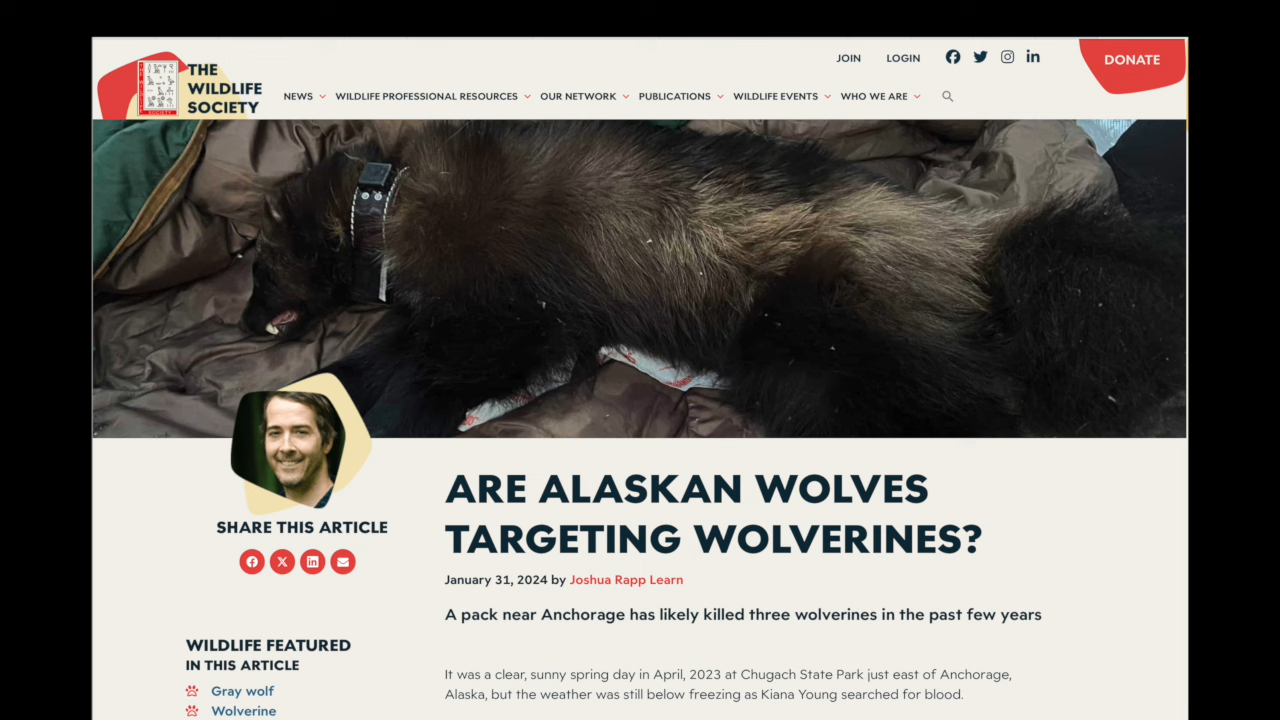 JOIN
LOGIN
DONATE
THE
WILDLIFE
SOCIETY
NEWS
WILDLIFE PROFESSIONAL RESOURCES
OUR NETWORK
PUBLICATIONS
WILDLIFE EVENTS
WHO WE ARE
SHARE THIS ARTICLE
WILDLIFE FEATURED
IN THIS ARTICLE
Gray wolf
Wolverine
ARE ALASKAN WOLVES
TARGETING WOLVERINES?
January 31, 2024 by Joshua Rapp Learn
A pack near Anchorage has likely killed three wolverines in the past few years
It was a clear, sunny spring day in April, 2023 at Chugach State Park just east of Anchorage,
Alaska, but the weather was still below freezing as Kiana Young searched for blood.